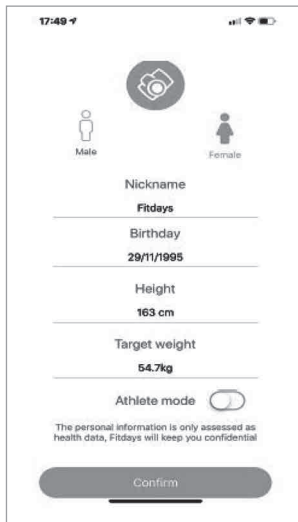 17:49
Male
Female
Nickname
Fitdays
Birthday
29/11/1995
Height
163 cm
Target weight
54.7kg
Athlete mode
The personal information is only assessed as
health data, Fitdays will keep you confidential
Confirm